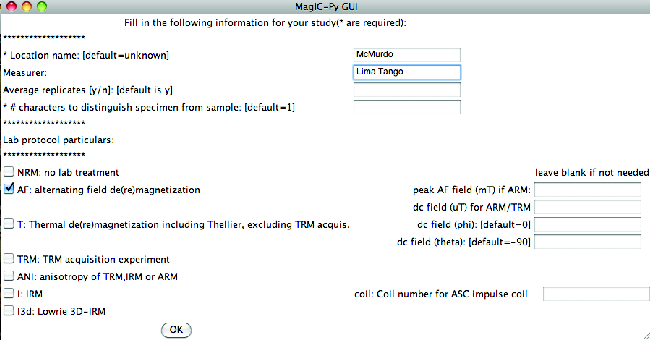 MagIC-Py GUI
Fill in the following information for your study(* are required):
*******************
* Location name: [default=unknown] McMurdo
Measurer: Lima Tango
Average replicates [y/n]: [default is y]
* # characters to distinguish specimen from sample: [default=1]
*******************
Lab protocol particulars:
*******************
NRM: no lab treatment leave blank if not needed
AF: alternating field de(re)magnetization peak AF field (mT) if ARM:
dc field (uT) for ARM/TRM
T: Thermal de(re)magnetization including Thellier, excluding TRM acquis. dc field (phi): [default=0]
dc field (theta): [default=-90]
TRM: TRM acquisition experiment
ANI: anisotropy of TRM,IRM or ARM
I: IRM coil: Coil number for ASC impulse coil
I3d: Lowrie 3D-IRM
OK